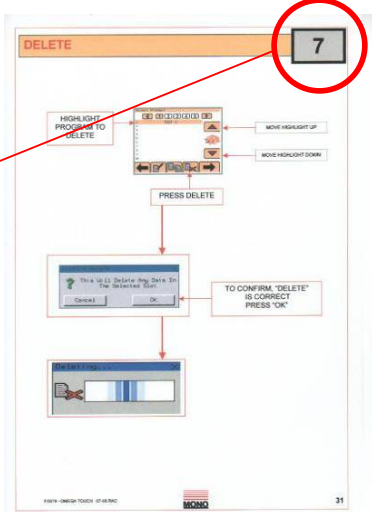 DELETE
7
HIGHLIGHT
PROGRAM TO
DELETE
MOVE HIGHLIGHT UP
MOVE HIGHLIGHT DOWN
PRESS DELETE
This Will Delete Any Data In
The Selected Slot
Cancel
OK
TO CONFIRM, "DELETE"
IS CORRECT
PRESS "OK"
Deleting...
MONO
31